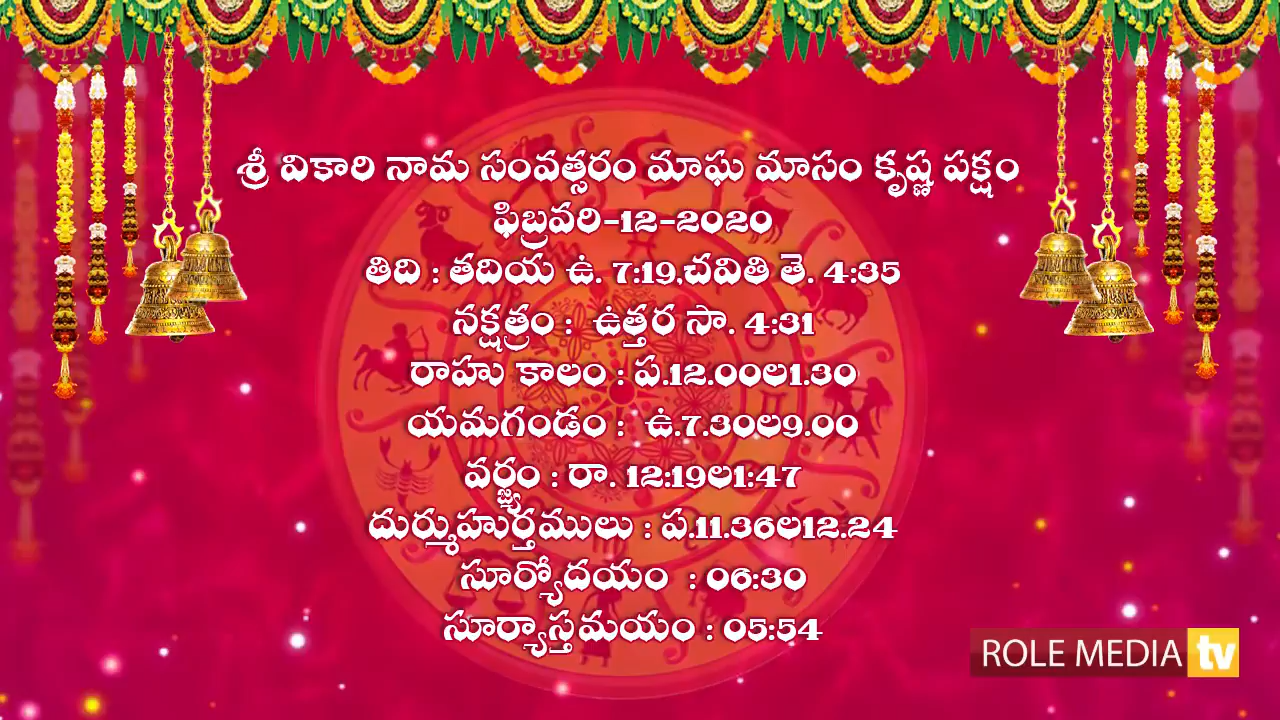 శ్రీ వికారి నామ సంవత్సరం మాఘ మాసం కృష్ణ పక్షం
ఫిబ్రవరి-12-2020
తిది : తదియ ఉ. 7:19,చవితి తె. 4:35
నక్షత్రం : ఉత్తర సా. 4:31
రాహు కాలం : ప.12.00ల1.30
యమగండం : ఉ.7.30ల9.00
వర్జ్యం : రా. 12:19ల1:47
దుర్ముహుర్తములు : ప.11.36ల12.24
సూర్యోదయం : 06:30
సూర్యాస్తమయం : 05:54
ROLE MEDIA tv